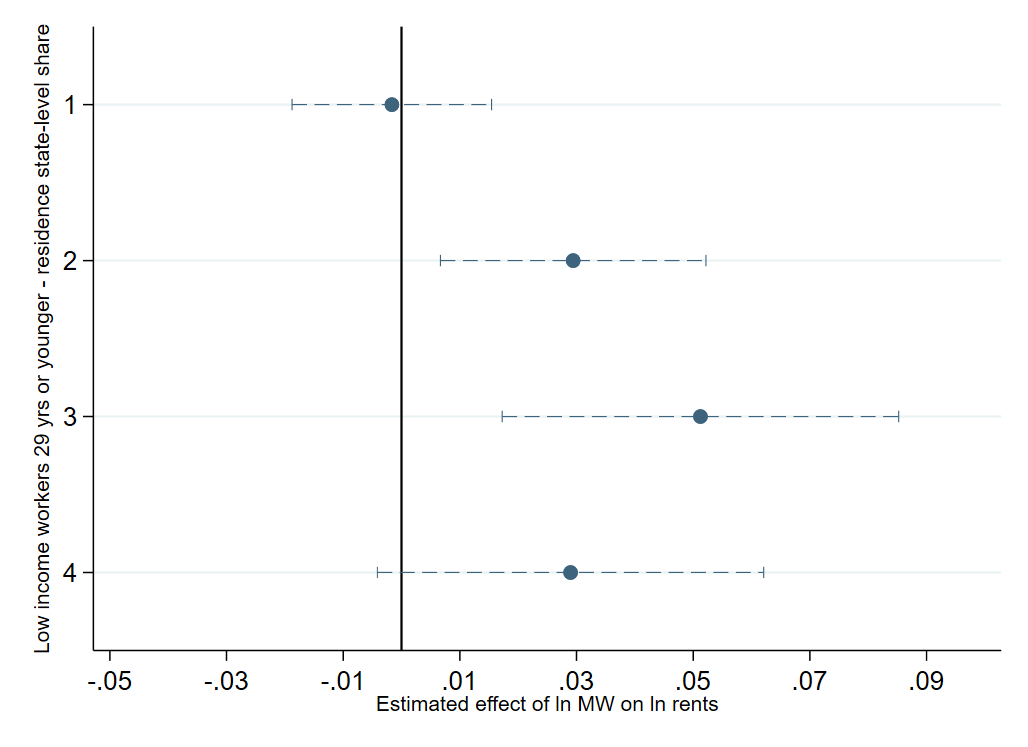 Low income workers 29 yrs or younger - residence state-level share
1
2
3
4
-.05 -.03 -.01 .01 .03 .05 .07 .09
Estimated effect of ln MW on ln rents